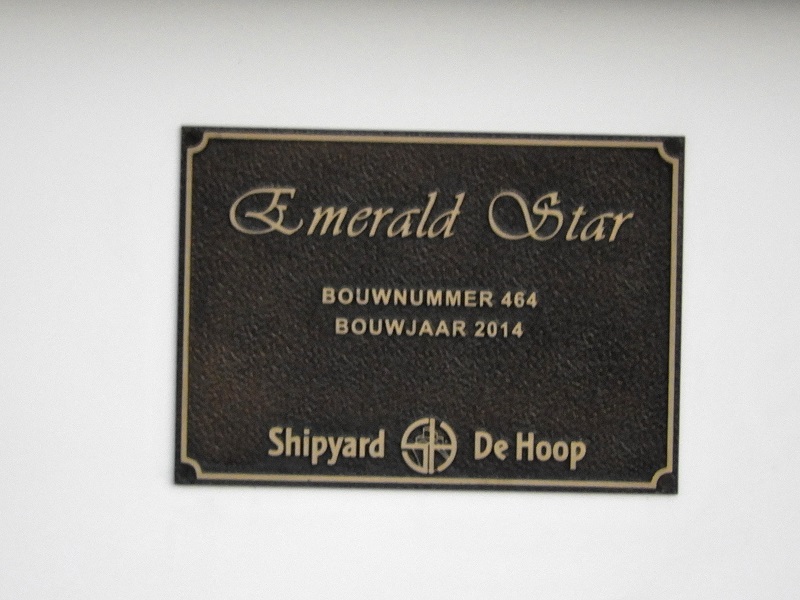 Emerald Star
BOUWNUMMER 464
BOUWJAAR 2014
Shipyard De Hoop